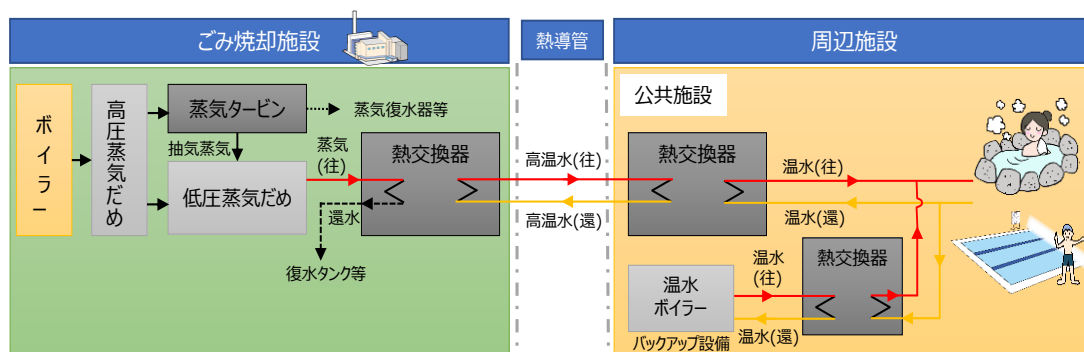 ごみ焼却施設
熱導管
周辺施設
ボイラー
高圧蒸気だめ
蒸気タービン
蒸気復水器等
抽気蒸気
低圧蒸気だめ
蒸気
(往)
還水
復水タンク等
熱交換器
高温水(往)
高温水(還)
公共施設
熱交換器
温水(往)
温水(還)
温水
ボイラー
バックアップ設備
温水
(往)
温水(還)
熱交換器